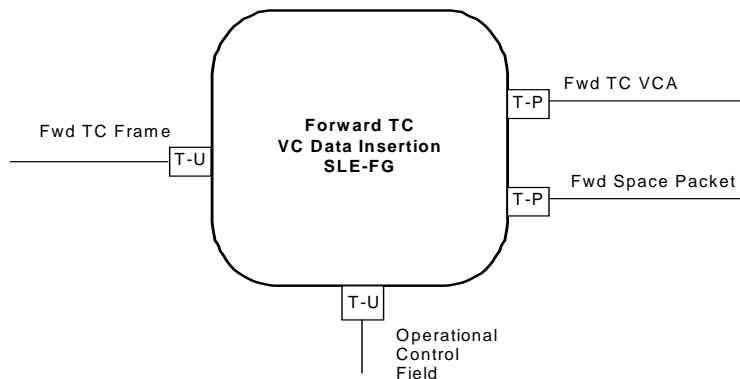 Fwd TC VCA
T-P
Forward TC
VC Data Insertion
SLE-FG
Fwd TC Frame
T-U
Fwd Space Packet
T-P
T-U
Operational
Control
Field